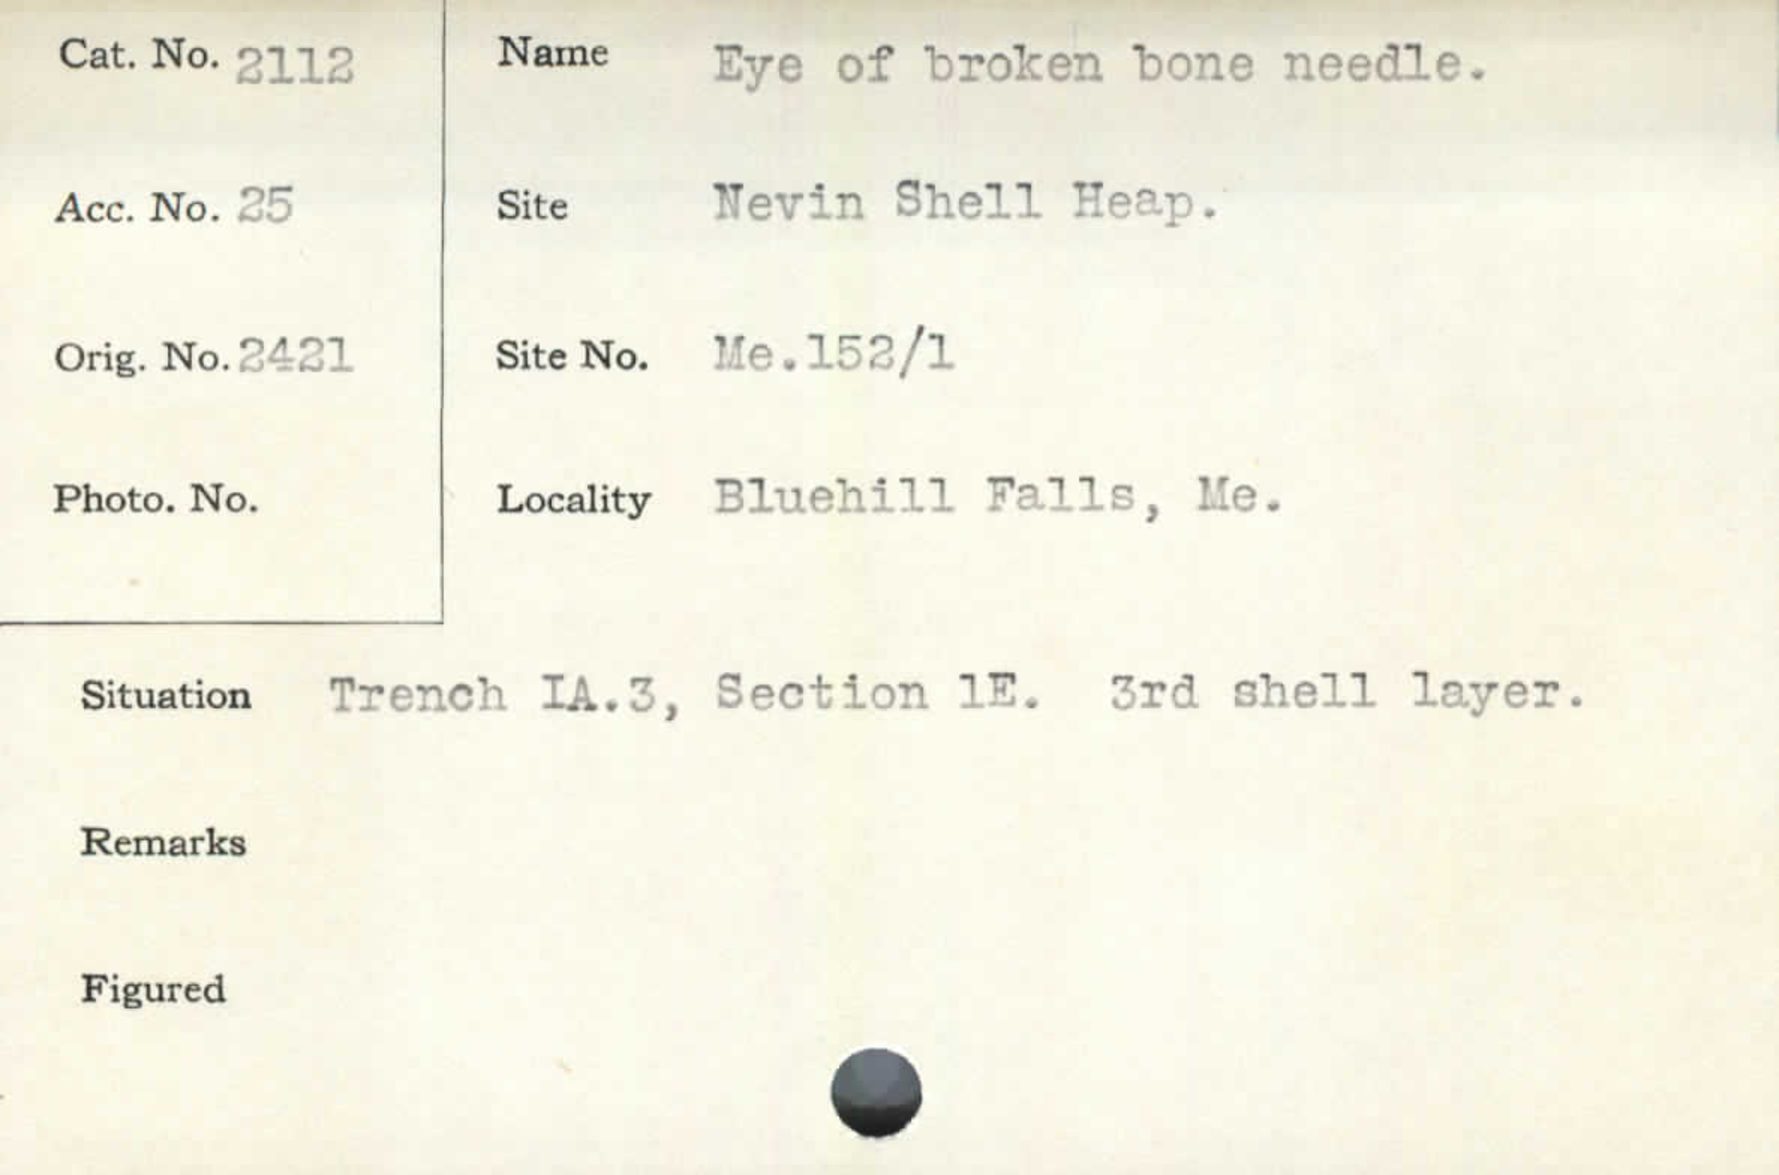 Cat. No. 2112 Name Eye of broken bone needle.
Acc. No. 25 Site Nevin Shell Heap.
Orig. No. 2421 Site No. Me.152/1
Photo. No. Locality Bluehill Falls, Me.
Situation Trench IA.3, Section 1E. 3rd shell layer.
Remarks
Figured